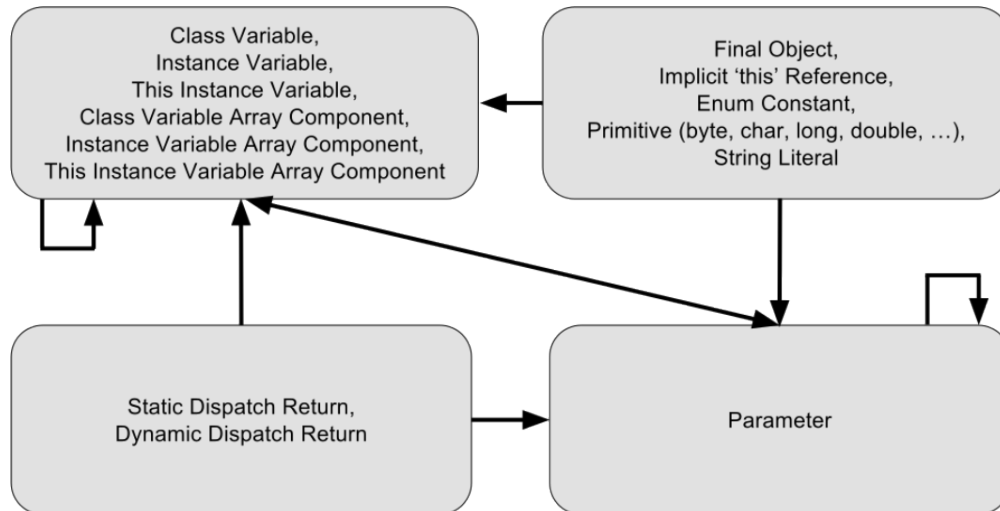 Class Variable,
Instance Variable,
This Instance Variable,
Class Variable Array Component,
Instance Variable Array Component,
This Instance Variable Array Component
Final Object,
Implicit ‘this’ Reference,
Enum Constant,
Primitive (byte, char, long, double, …),
String Literal
Static Dispatch Return,
Dynamic Dispatch Return
Parameter